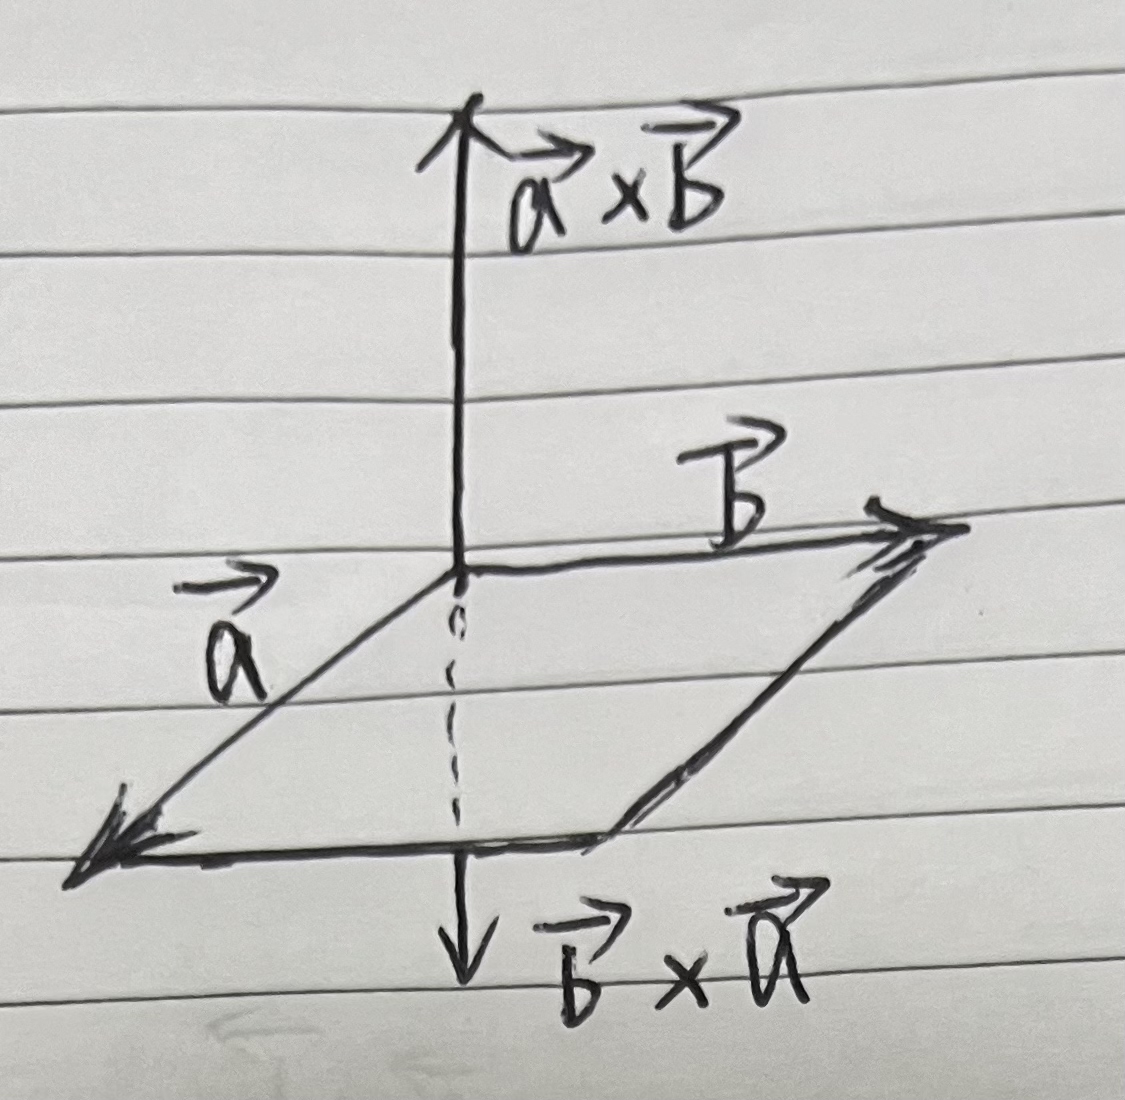 a⃗ × b⃗
b⃗
a⃗
b⃗ × a⃗